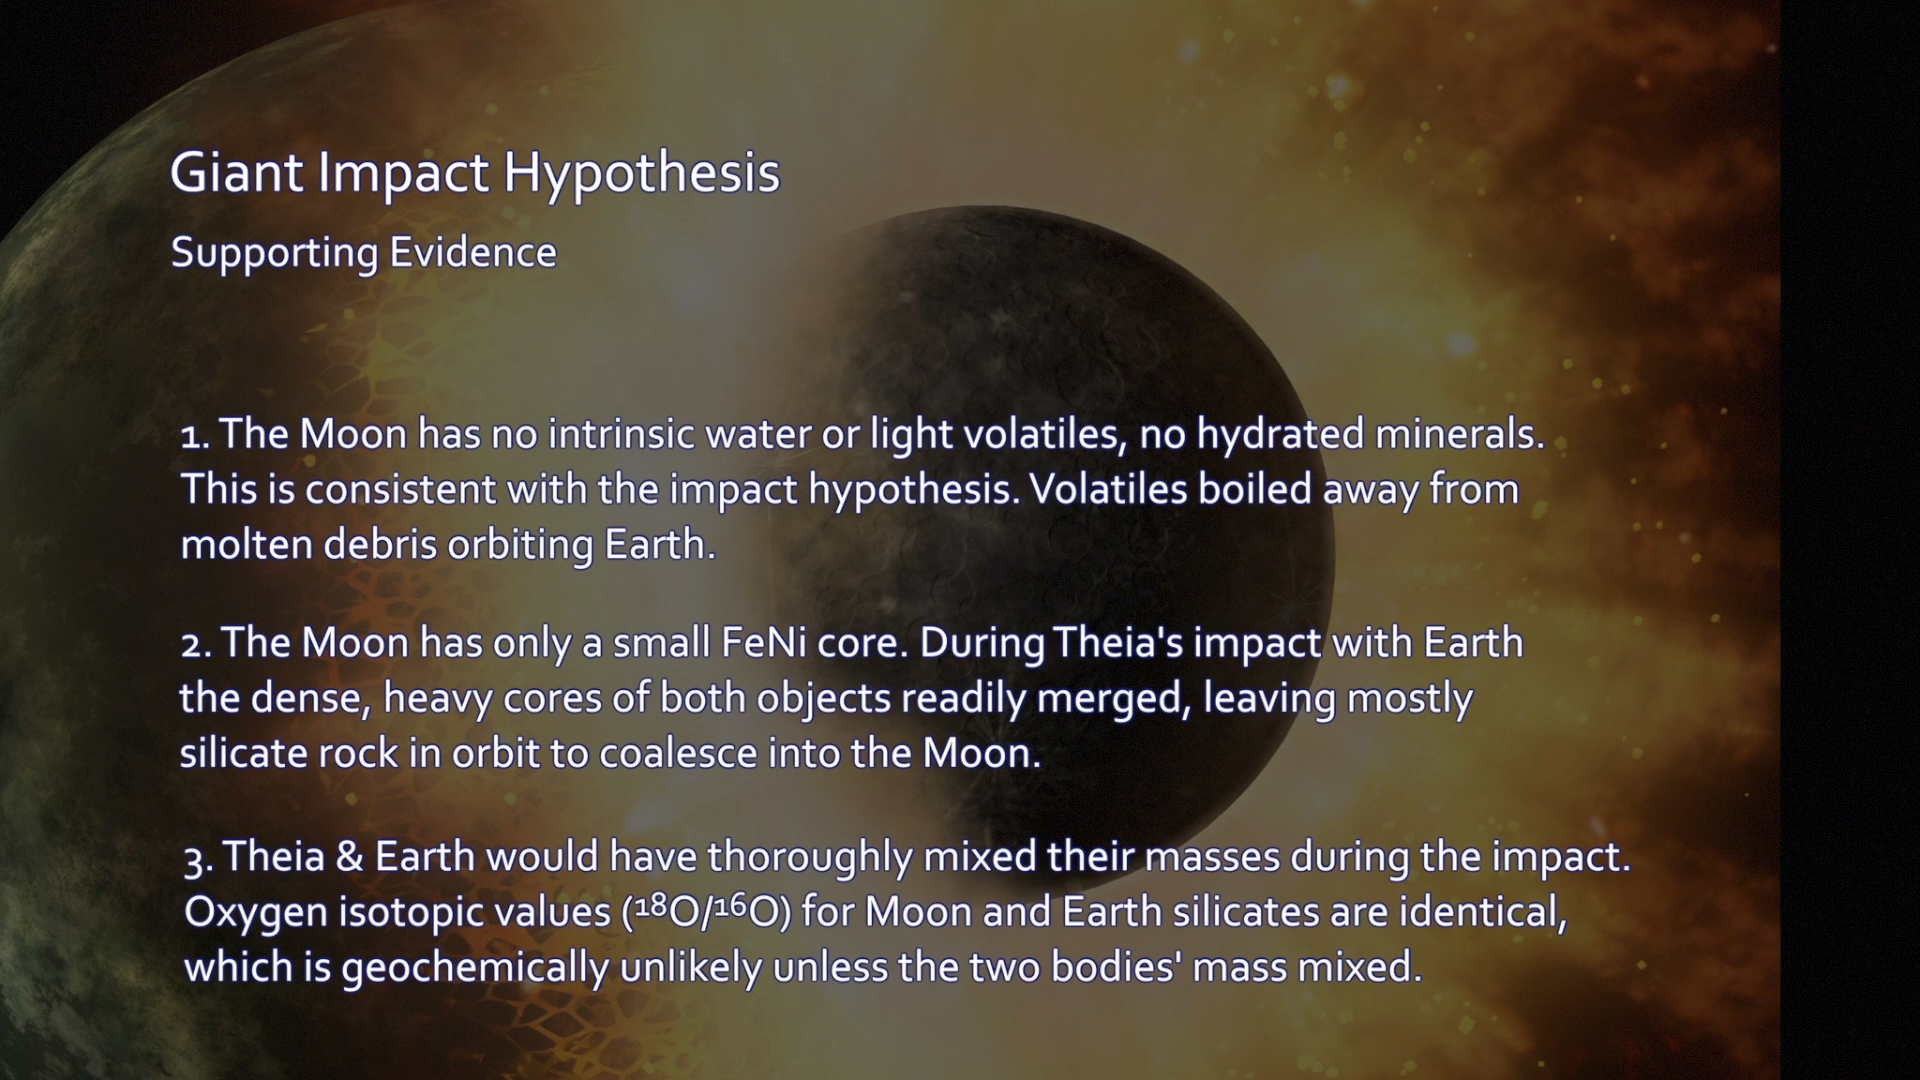 Giant Impact Hypothesis
Supporting Evidence
1. The Moon has no intrinsic water or light volatiles, no hydrated minerals.
This is consistent with the impact hypothesis. Volatiles boiled away from
molten debris orbiting Earth.
2. The Moon has only a small FeNi core. During Theia's impact with Earth
the dense, heavy cores of both objects readily merged, leaving mostly
silicate rock in orbit to coalesce into the Moon.
3. Theia & Earth would have thoroughly mixed their masses during the impact.
Oxygen isotopic values (¹⁸O/¹⁶O) for Moon and Earth silicates are identical,
which is geochemically unlikely unless the two bodies' mass mixed.